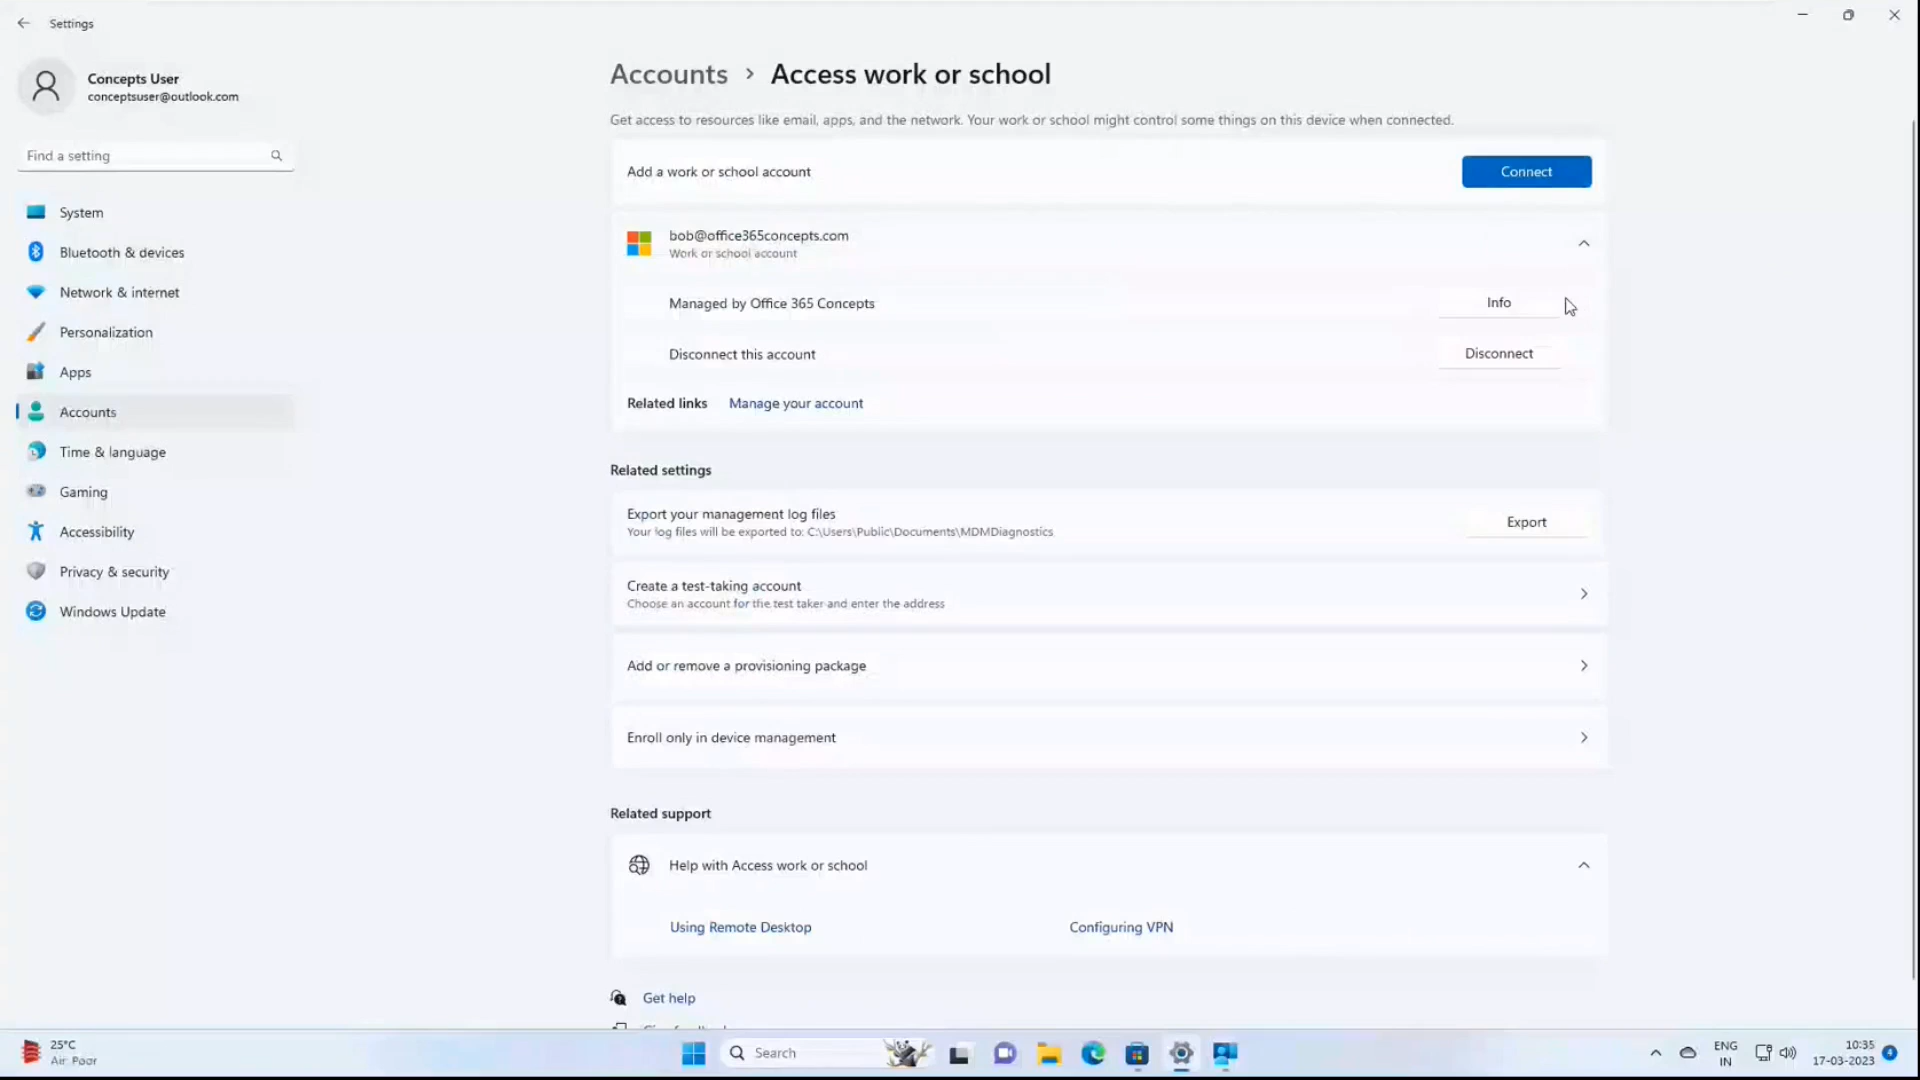 Settings
Concepts User
conceptsuser@outlook.com
Find a setting
System
Bluetooth & devices
Network & internet
Personalization
Apps
Accounts
Time & language
Gaming
Accessibility
Privacy & security
Windows Update
Accounts > Access work or school
Get access to resources like email, apps, and the network. Your work or school might control some things on this device when connected.
Add a work or school account
Connect
bob@office365concepts.com
Work or school account
Managed by Office 365 Concepts
Info
Disconnect this account
Disconnect
Related links Manage your account
Related settings
Export your management log files
Your log files will be exported to: C:\Users\Public\Documents\MDMDiagnostics
Export
Create a test-taking account
Choose an account for the test taker and enter the address
Add or remove a provisioning package
Enroll only in device management
Related support
Help with Access work or school
Using Remote Desktop
Configuring VPN
Get help
25°C
Air: Poor
Search
ENG
IN
10:35
17-03-2023
4